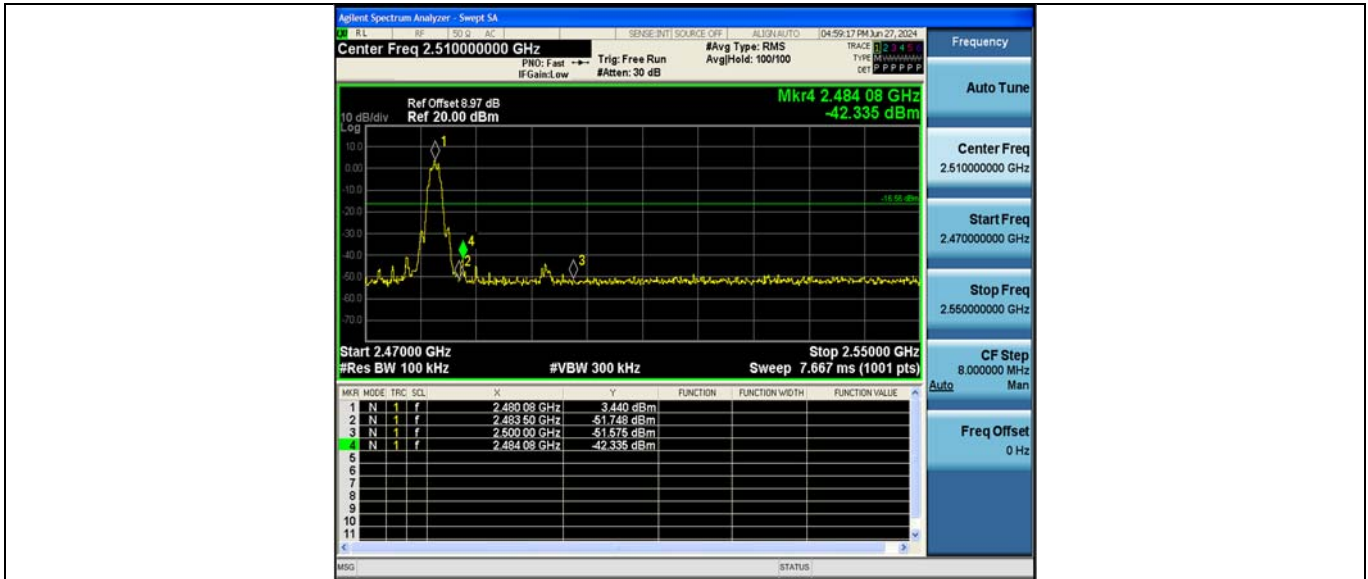 Agilent Spectrum Analyzer - Swept SA
RL RF 50 Ω AC SENSE:INT SOURCE OFF ALIGN AUTO 04:59:17 PM Jun 27, 2024
Center Freq 2.510000000 GHz
PNO: Fast
IFGain:Low
Trig: Free Run
#Atten: 30 dB
#Avg Type: RMS
Avg|Hold: 100/100
TRACE 1 2 3 4 5 6
TYPE M
DET P P P P P P
Frequency
Auto Tune
Center Freq
2.510000000 GHz
Start Freq
2.470000000 GHz
Stop Freq
2.550000000 GHz
CF Step
8.000000 MHz
Auto Man
Freq Offset
0 Hz
Mkr4 2.484 08 GHz
-42.335 dBm
Ref Offset 8.97 dB
10 dB/div Ref 20.00 dBm
Log
10.0
0.00
-10.0
-20.0
-30.0
-40.0
-50.0
-60.0
-70.0
1
4
2
3
Start 2.47000 GHz Stop 2.55000 GHz
#Res BW 100 kHz #VBW 300 kHz Sweep 7.667 ms (1001 pts)
MKR MODE TRC SCL X Y FUNCTION FUNCTION WIDTH FUNCTION VALUE
1 N 1 f 2.480 08 GHz 3.440 dBm
2 N 1 f 2.483 50 GHz -51.748 dBm
3 N 1 f 2.500 00 GHz -51.575 dBm
4 N 1 f 2.484 08 GHz -42.335 dBm
5
6
7
8
9
10
11
MSG STATUS